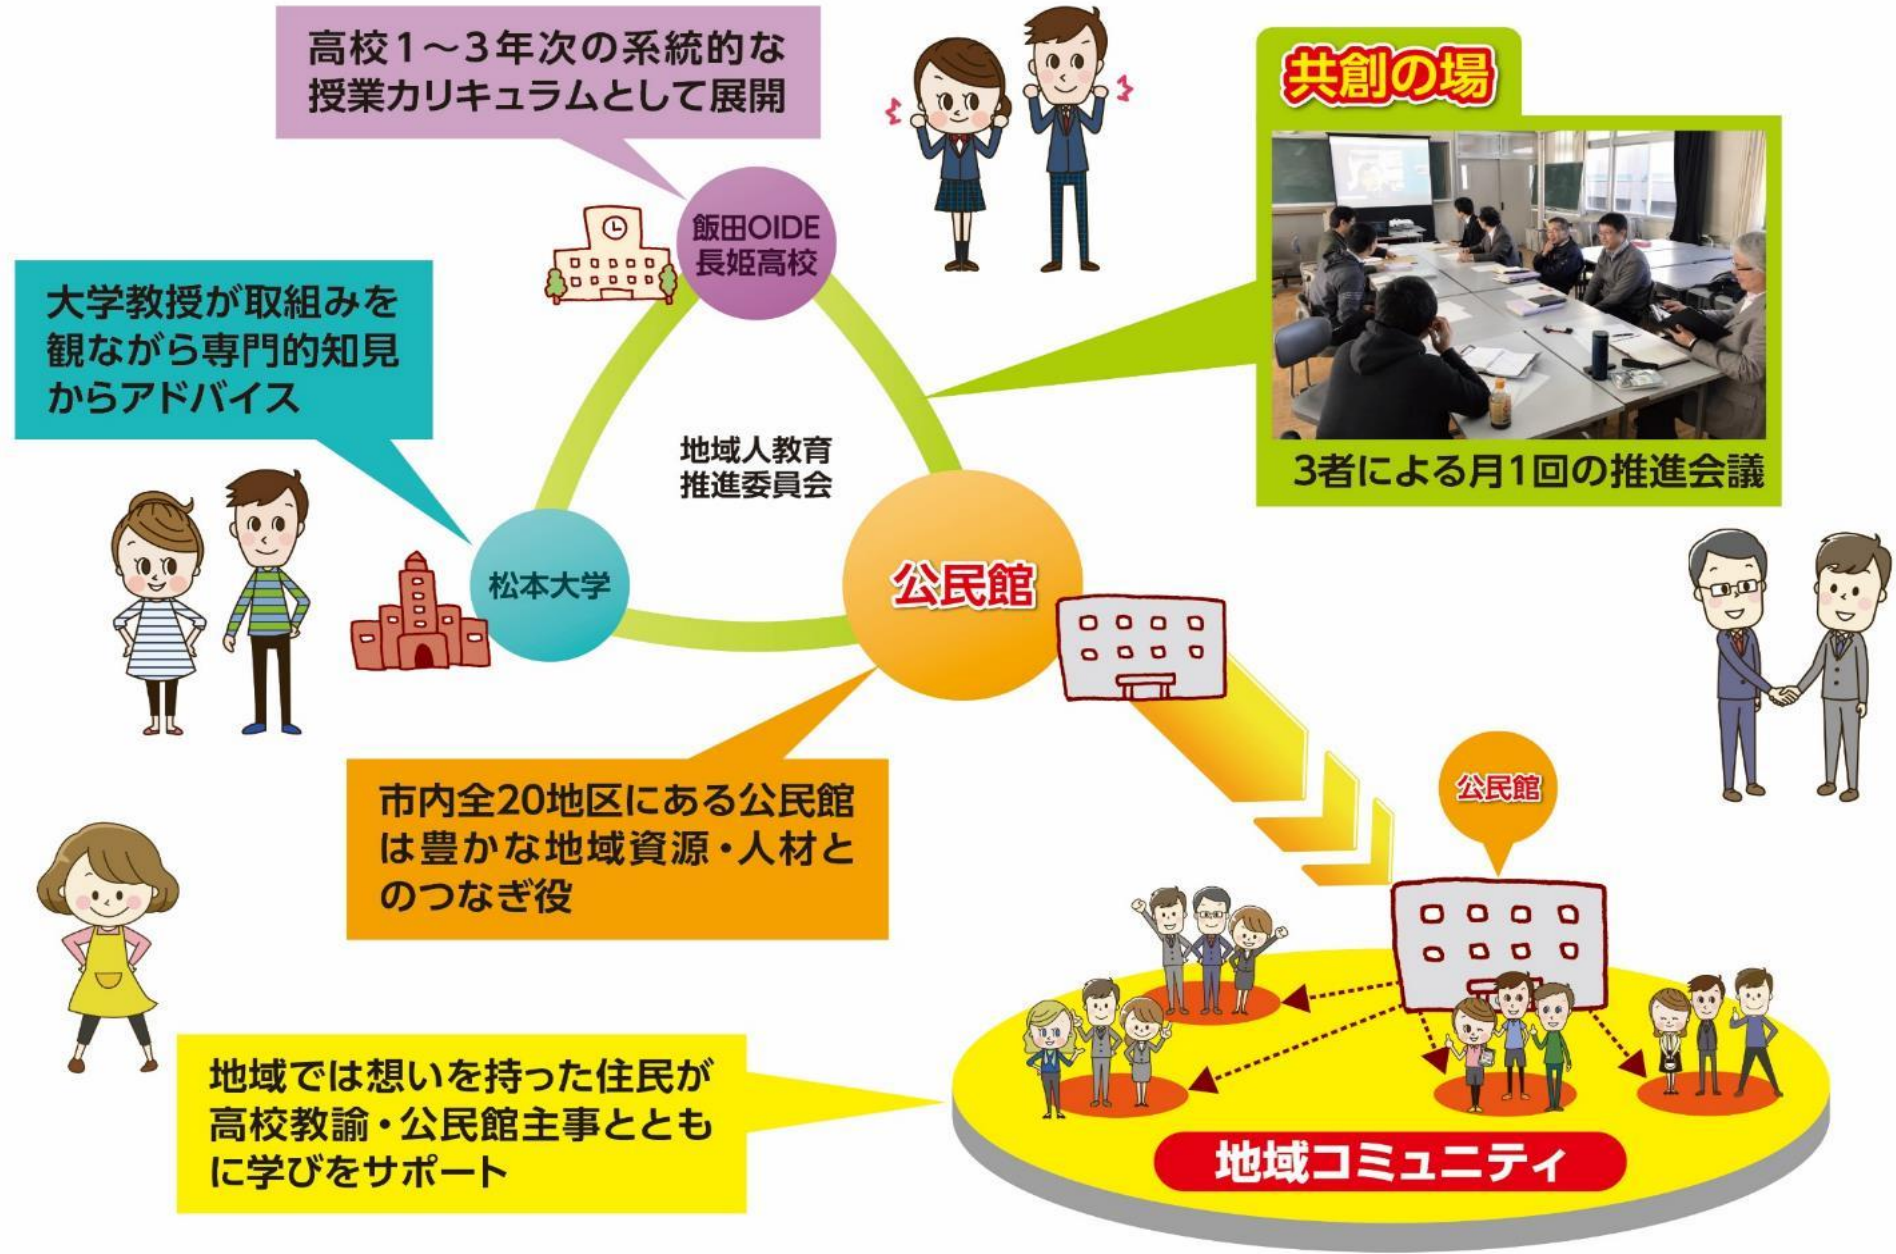 高校1～3年次の系統的な
授業カリキュラムとして展開
共創の場
飯田OIDE
長姫高校
大学教授が取組みを
観ながら専門的知見
からアドバイス
地域人教育
推進委員会
3者による月1回の推進会議
松本大学
公民館
市内全20地区にある公民館
は豊かな地域資源・人材と
のつなぎ役
公民館
地域では想いを持った住民が
高校教諭・公民館主事ととも
に学びをサポート
地域コミュニティ